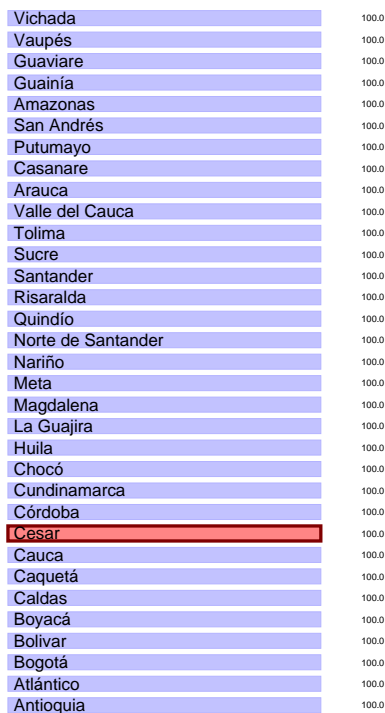 Vichada 100.0
Vaupés 100.0
Guaviare 100.0
Guainía 100.0
Amazonas 100.0
San Andrés 100.0
Putumayo 100.0
Casanare 100.0
Arauca 100.0
Valle del Cauca 100.0
Tolima 100.0
Sucre 100.0
Santander 100.0
Risaralda 100.0
Quindío 100.0
Norte de Santander 100.0
Nariño 100.0
Meta 100.0
Magdalena 100.0
La Guajira 100.0
Huila 100.0
Chocó 100.0
Cundinamarca 100.0
Córdoba 100.0
Cesar 100.0
Cauca 100.0
Caquetá 100.0
Caldas 100.0
Boyacá 100.0
Bolivar 100.0
Bogotá 100.0
Atlántico 100.0
Antioquia 100.0